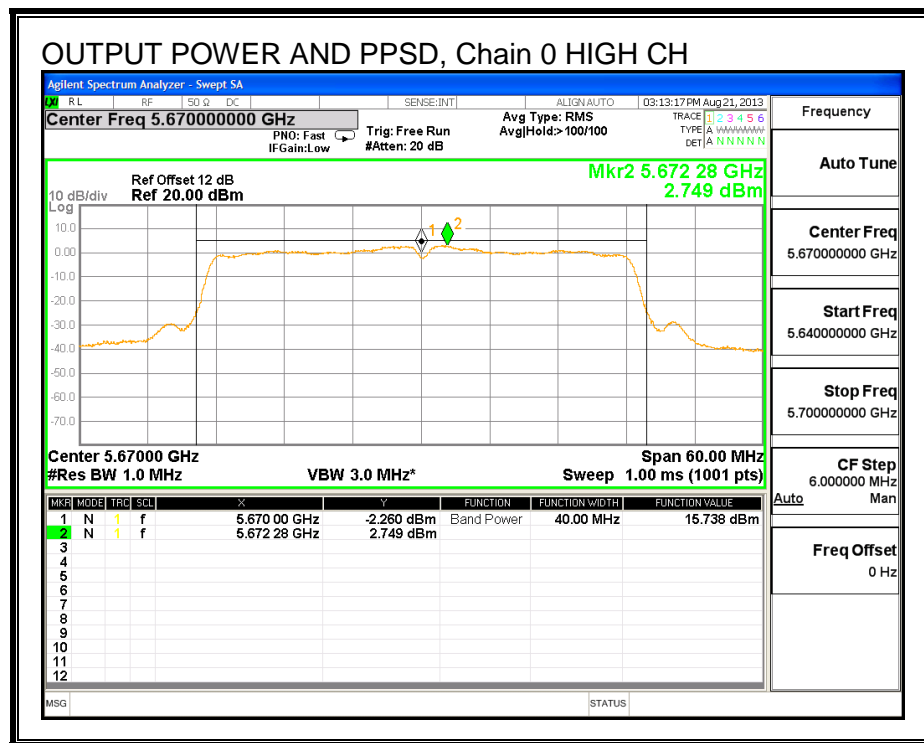 OUTPUT POWER AND PPSD, Chain 0 HIGH CH
Agilent Spectrum Analyzer - Swept SA
LXI RL RF 50 Ω DC SENSE:INT ALIGN AUTO 03:13:17 PM Aug 21, 2013
Center Freq 5.670000000 GHz
PNO: Fast
IFGain:Low
Trig: Free Run
#Atten: 20 dB
Avg Type: RMS
Avg|Hold:>100/100
TRACE 1 2 3 4 5 6
TYPE A WWWWWW
DET A N N N N N
Frequency
Mkr2 5.672 28 GHz
2.749 dBm
Ref Offset 12 dB
10 dB/div Ref 20.00 dBm
Log
10.0
0.00
-10.0
-20.0
-30.0
-40.0
-50.0
-60.0
-70.0
1
2
Center 5.67000 GHz Span 60.00 MHz
#Res BW 1.0 MHz VBW 3.0 MHz* Sweep 1.00 ms (1001 pts)
MKR MODE TRC SCL X Y FUNCTION FUNCTION WIDTH FUNCTION VALUE
1 N 1 f 5.670 00 GHz -2.260 dBm Band Power 40.00 MHz 15.738 dBm
2 N 1 f 5.672 28 GHz 2.749 dBm
3
4
5
6
7
8
9
10
11
12
Auto Tune
Center Freq
5.670000000 GHz
Start Freq
5.640000000 GHz
Stop Freq
5.700000000 GHz
CF Step
6.000000 MHz
Auto Man
Freq Offset
0 Hz
MSG STATUS